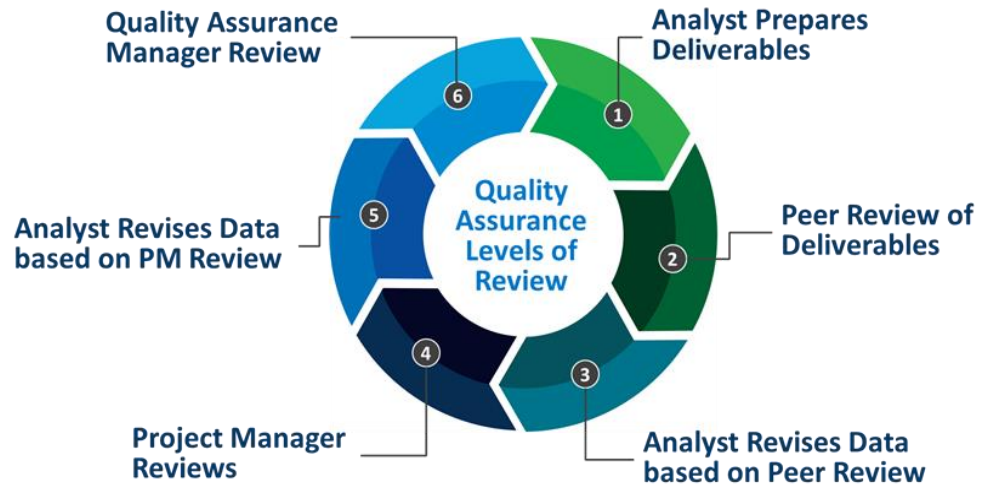 Quality Assurance
Manager Review
6
Analyst Prepares
Deliverables
1
Quality
Assurance
Levels of
Review
Analyst Revises Data
based on PM Review
5
Peer Review of
Deliverables
2
4
Project Manager
Reviews
3
Analyst Revises Data
based on Peer Review